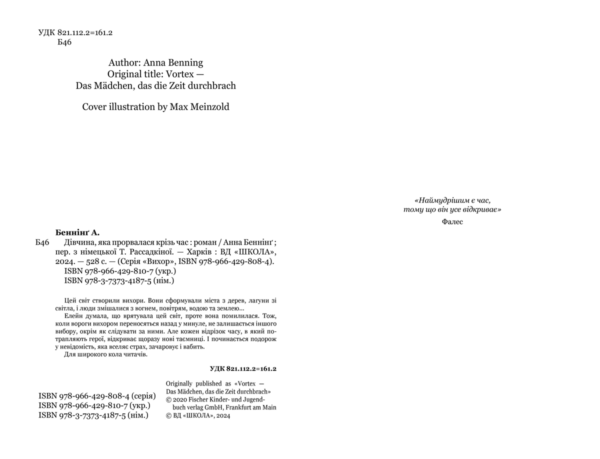 УДК 821.112.2=161.2
Б46
Author: Anna Benning
Original title: Vortex —
Das Mädchen, das die Zeit durchbrach
Cover illustration by Max Meinzold
Беннінґ А.
Б46 Дівчина, яка прорвалася крізь час : роман / Анна Беннінґ ;
пер. з німецької Т. Рассадкіної. — Харків : ВД «ШКОЛА»,
2024. — 528 с. — (Серія «Вихор», ISBN 978-966-429-808-4).
ISBN 978-966-429-810-7 (укр.)
ISBN 978-3-7373-4187-5 (нім.)
Цей світ створили вихори. Вони сформували міста з дерев, лагуни зі
світла, і люди змішалися з вогнем, повітрям, водою та землею...
Елейн думала, що врятувала цей світ, проте вона помилилася. Тож,
коли вороги вихором переносяться назад у минуле, не залишається іншого
вибору, окрім як слідувати за ними. Але кожен відрізок часу, в який по-
трапляють герої, відкриває щоразу нові таємниці. І починається подорож
у невідомість, яка вселяє страх, зачаровує і вабить.
Для широкого кола читачів.
УДК 821.112.2=161.2
ISBN 978-966-429-808-4 (серія)
ISBN 978-966-429-810-7 (укр.)
ISBN 978-3-7373-4187-5 (нім.)
Originally published as «Vortex —
Das Mädchen, das die Zeit durchbrach»
© 2020 Fischer Kinder- und Jugend-
buch verlag GmbH, Frankfurt am Main
© ВД «ШКОЛА», 2024
«Наймудрішим є час,
тому що він усе відкриває»
Фалес